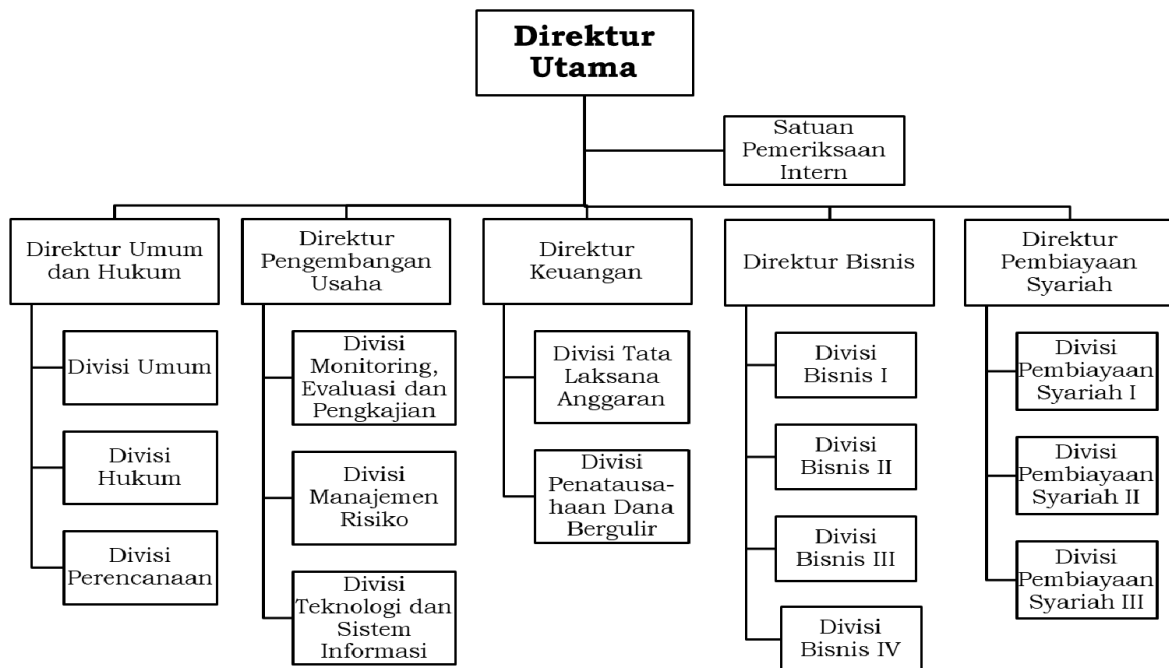 Direktur
Utama
Satuan
Pemeriksaan
Intern
Direktur Umum
dan Hukum
Direktur
Pengembangan
Usaha
Direktur
Keuangan
Direktur Bisnis
Direktur
Pembiayaan
Syariah
Divisi Umum
Divisi
Hukum
Divisi
Perencanaan
Divisi
Monitoring,
Evaluasi dan
Pengkajian
Divisi
Manajemen
Risiko
Divisi
Teknologi dan
Sistem
Informasi
Divisi Tata
Laksana
Anggaran
Divisi
Penatausa-
haan Dana
Bergulir
Divisi
Bisnis I
Divisi
Bisnis II
Divisi
Bisnis III
Divisi
Bisnis IV
Divisi
Pembiayaan
Syariah I
Divisi
Pembiayaan
Syariah II
Divisi
Pembiayaan
Syariah III